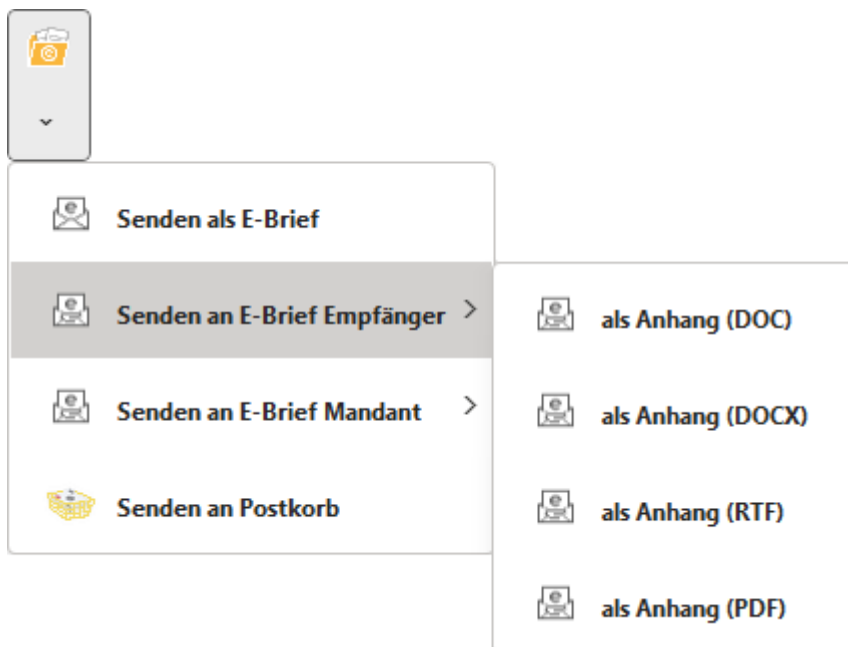 Senden als E-Brief
Senden an E-Brief Empfänger
Senden an E-Brief Mandant
Senden an Postkorb
als Anhang (DOC)
als Anhang (DOCX)
als Anhang (RTF)
als Anhang (PDF)